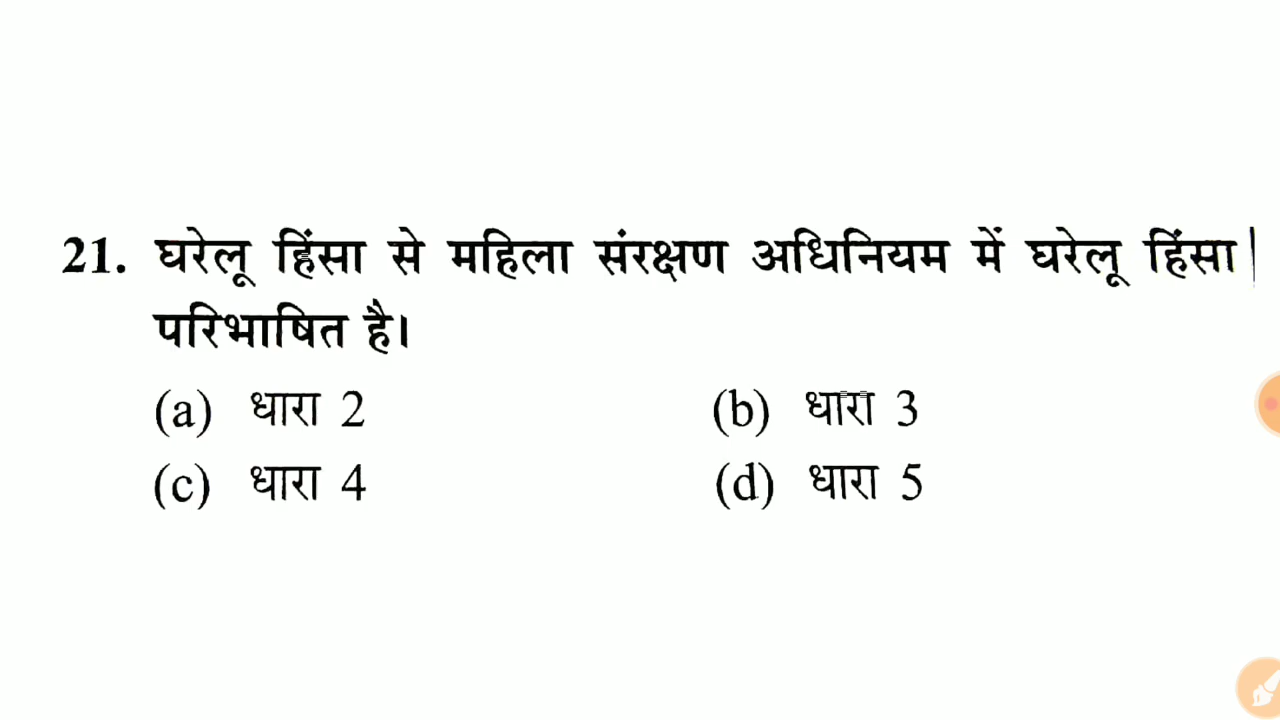 21. घरेलू हिंसा से महिला संरक्षण अधिनियम में घरेलू हिंसा
परिभाषित है।
(a) धारा 2 (b) धारा 3
(c) धारा 4 (d) धारा 5